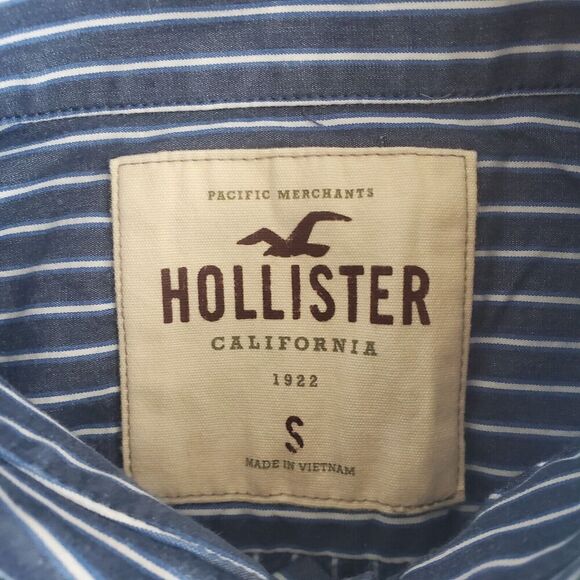 PACIFIC MERCHANTS
HOLLISTER
CALIFORNIA
1922
S
MADE IN VIETNAM